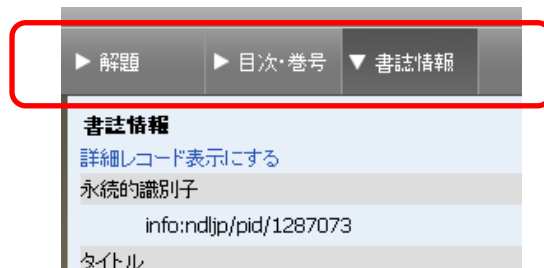 ▶ 解題 ▶ 目次・巻号 ▼ 書誌情報
書誌情報
詳細レコード表示にする
永続的識別子
info:ndljp/pid/1287073
タイトル